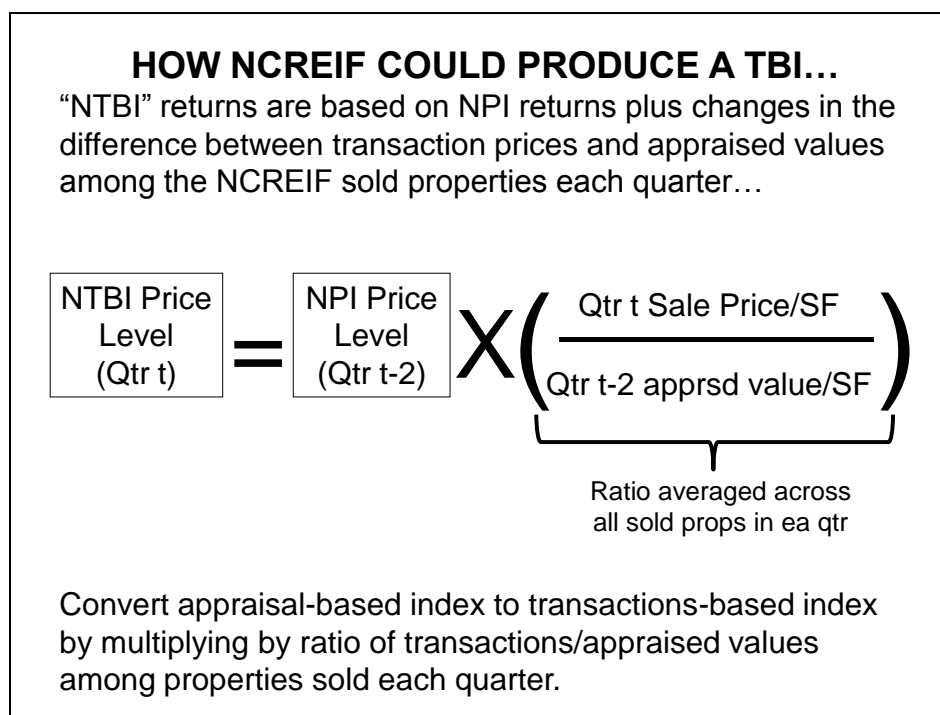 HOW NCREIF COULD PRODUCE A TBI…
“NTBI” returns are based on NPI returns plus changes in the
difference between transaction prices and appraised values
among the NCREIF sold properties each quarter…
NTBI Price
Level
(Qtr t)
=
NPI Price
Level
(Qtr t-2)
X
(
Qtr t Sale Price/SF
Qtr t-2 apprsd value/SF
)
Ratio averaged across
all sold props in ea qtr
Convert appraisal-based index to transactions-based index
by multiplying by ratio of transactions/appraised values
among properties sold each quarter.